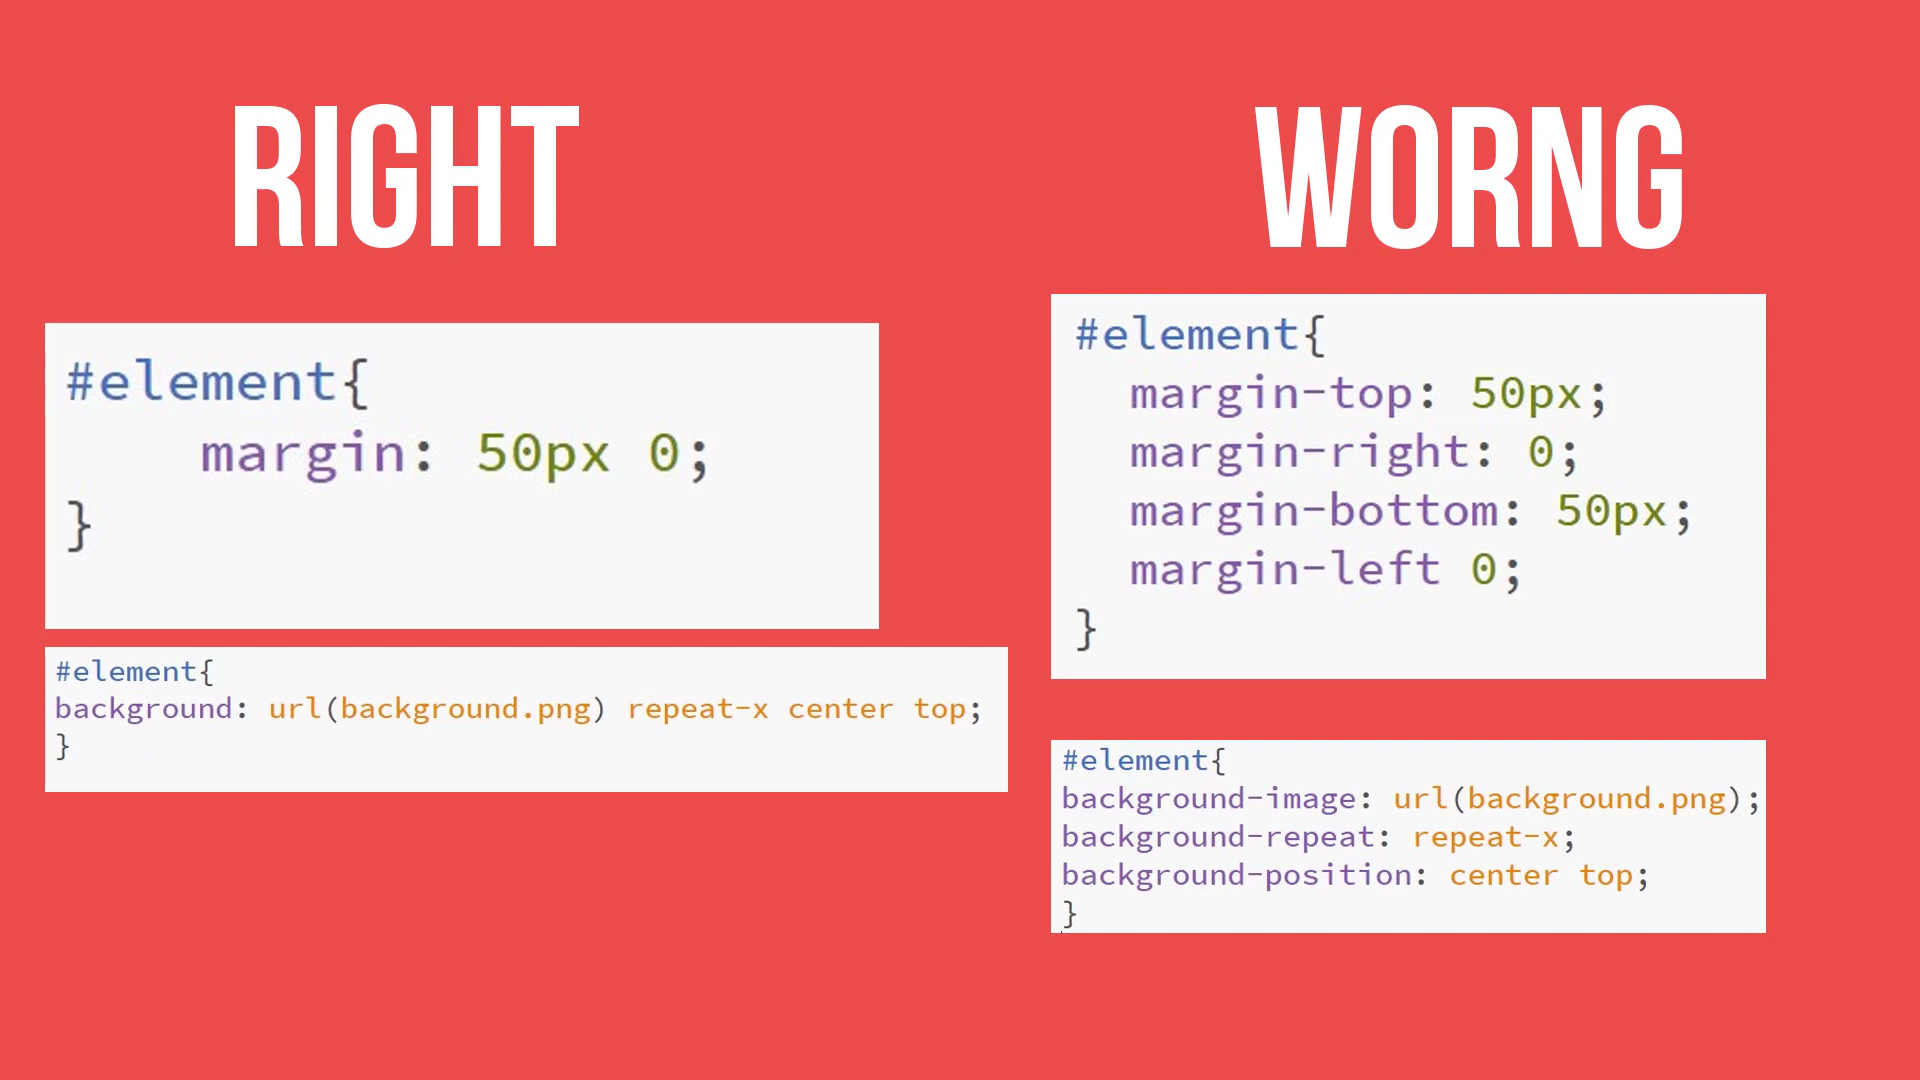 RIGHT
#element{
margin: 50px 0;
}
#element{
background: url(background.png) repeat-x center top;
}
WORNG
#element{
margin-top: 50px;
margin-right: 0;
margin-bottom: 50px;
margin-left 0;
}
#element{
background-image: url(background.png);
background-repeat: repeat-x;
background-position: center top;
}